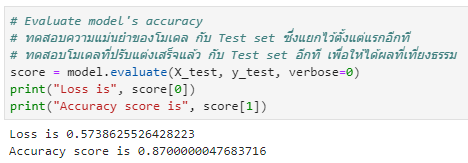 # Evaluate model's accuracy
# ทดสอบความแม่นยำของโมเดล กับ Test set ซึ่งแยกไว้ตั้งแต่แรกอีกที
# ทดสอบโมเดลที่ปรับแต่งเสร็จแล้ว กับ Test set อีกที เพื่อให้ได้ผลที่เที่ยงธรรม
score = model.evaluate(X_test, y_test, verbose=0)
print("Loss is", score[0])
print("Accuracy score is", score[1])
Loss is 0.5738625526428223
Accuracy score is 0.8700000047683716